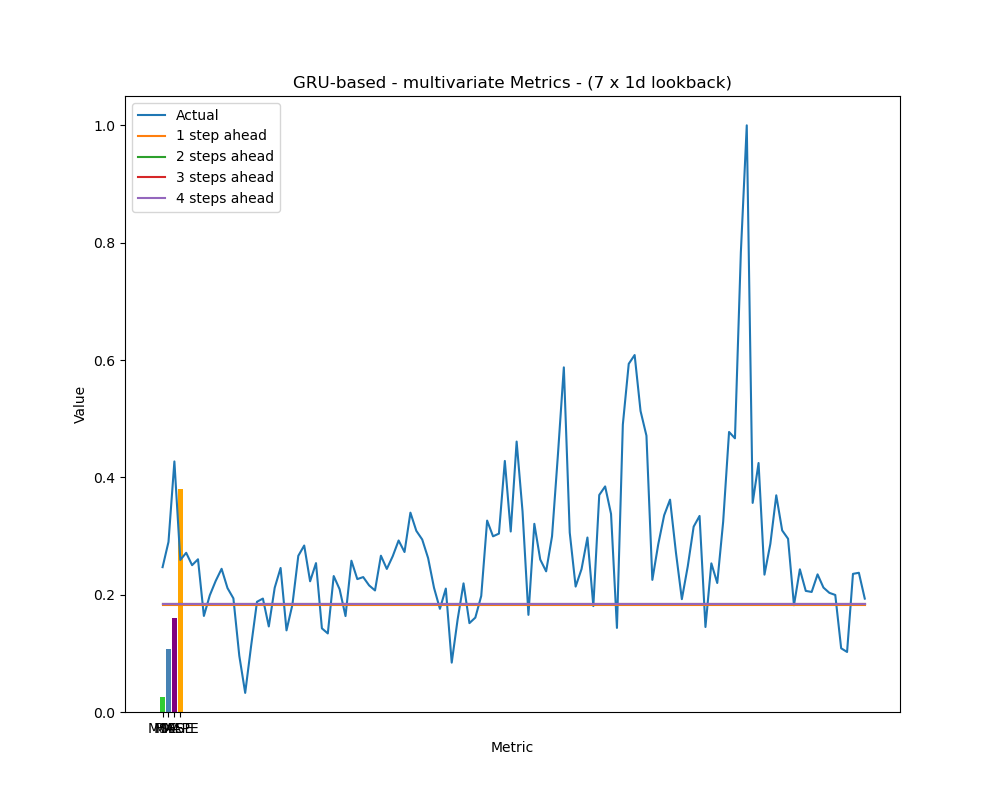 GRU-based - multivariate Metrics - (7 x 1d lookback)
Actual
1 step ahead
2 steps ahead
3 steps ahead
4 steps ahead
1.0
0.8
0.6
0.4
0.2
0.0
Value
Metric